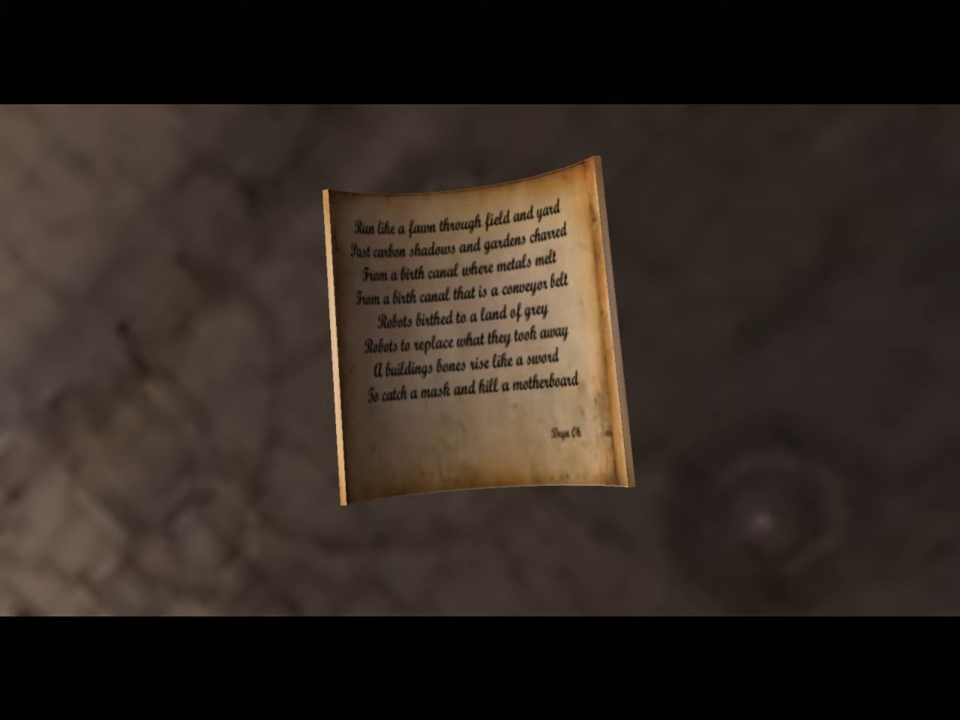 Run like a fawn through field and yard
Past carbon shadows and gardens charred
From a birth canal where metals melt
From a birth canal that is a conveyor belt
Robots birthed to a land of grey
Robots to replace what they took away
A buildings bones rise like a sword
To catch a mask and kill a motherboard
Bryn Oh